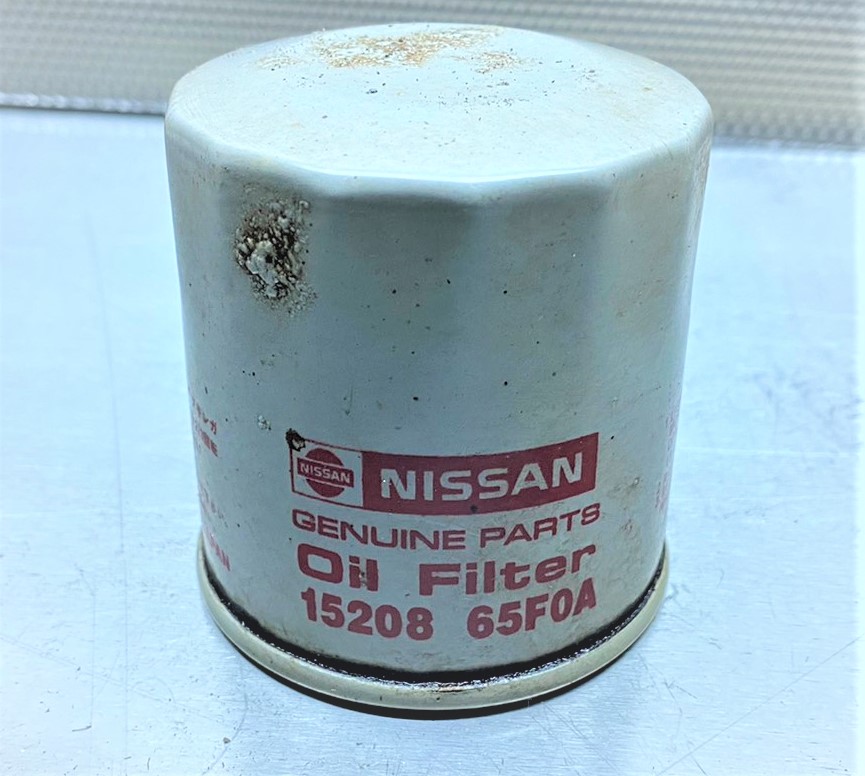 NISSAN NISSAN
GENUINE PARTS
Oil Filter
15208 65F0A